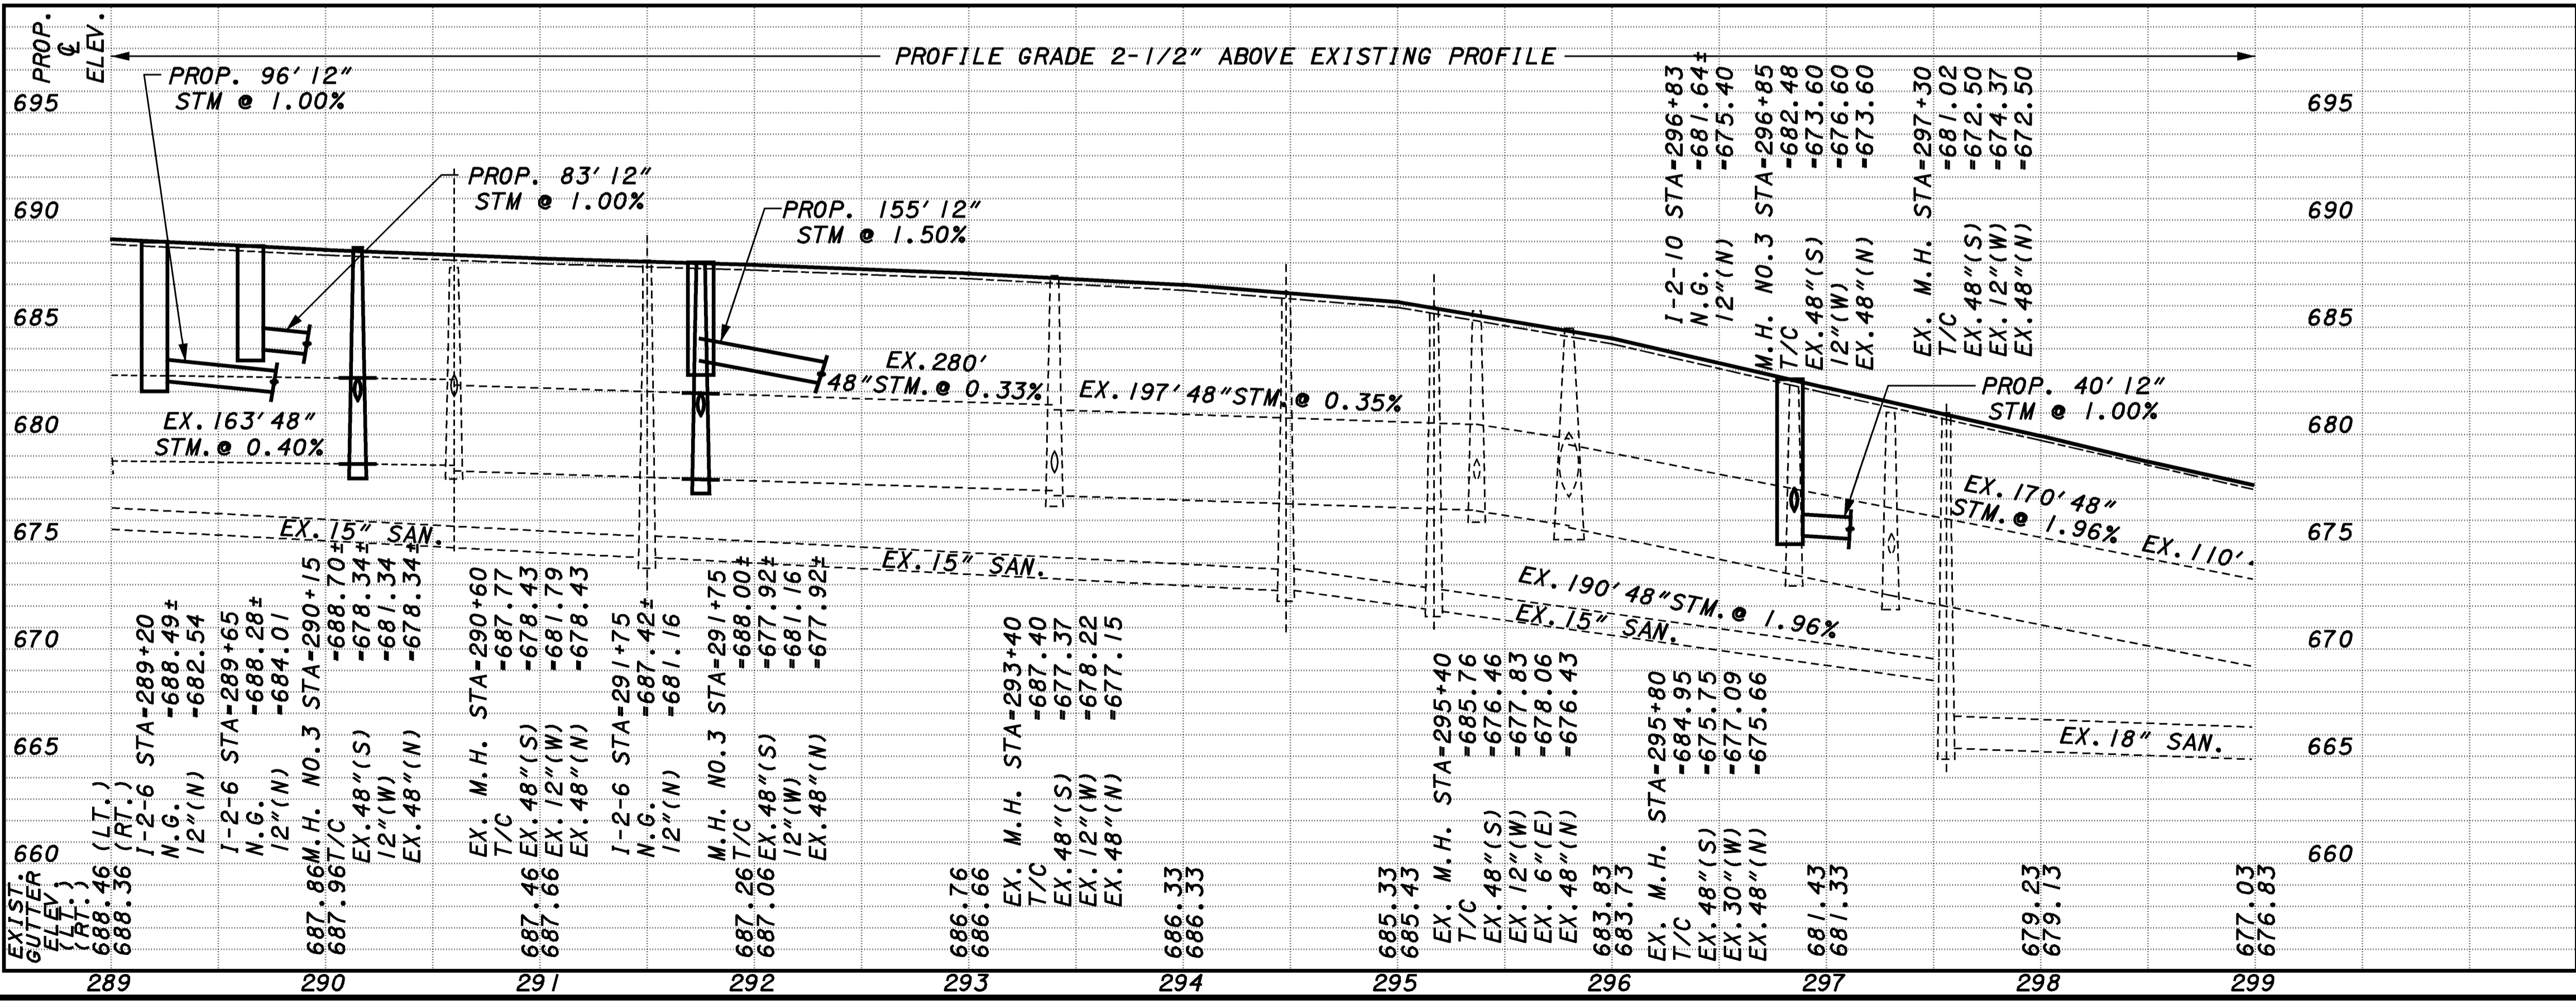 PROP.
℄
ELEV.
PROFILE GRADE 2-1/2" ABOVE EXISTING PROFILE
695
690
685
680
675
670
665
660
695
690
685
680
675
670
665
660
PROP. 96' 12"
STM @ 1.00%
PROP. 83' 12"
STM @ 1.00%
PROP. 155' 12"
STM @ 1.50%
EX. 163' 48"
STM. @ 0.40%
EX. 280'
48" STM. @ 0.33%
EX. 197' 48" STM. @ 0.35%
PROP. 40' 12"
STM @ 1.00%
EX. 170' 48"
STM. @ 1.96%
EX. 110'
EX. 190' 48" STM. @ 1.96%
EX. 15" SAN.
EX. 15" SAN.
EX. 15" SAN.
EX. 18" SAN.
I-2-10 STA=296+83
N.G. =681.64±
12"(N) =675.40
M.H. NO.3 STA=296+85
T/C =682.48
EX.48"(S) =673.60
12"(W) =676.60
EX.48"(N) =673.60
EX. M.H. STA=297+30
T/C =681.02
EX.48"(S) =672.50
EX.12"(W) =674.37
EX.48"(N) =672.50
I-2-6 STA=289+20
N.G. =688.49±
12"(N) =682.54
I-2-6 STA=289+65
N.G. =688.28±
12"(N) =684.01
M.H. NO.3 STA=290+15
T/C =688.70±
EX.48"(S) =678.34±
12"(W) =681.34
EX.48"(N) =678.34±
EX. M.H. STA=290+60
T/C =687.77
EX.48"(S) =678.43
EX.12"(W) =681.79
EX.48"(N) =678.43
I-2-6 STA=291+75
N.G. =687.42±
12"(N) =681.16
M.H. NO.3 STA=291+75
T/C =688.00±
EX.48"(S) =677.92±
12"(W) =681.16
EX.48"(N) =677.92±
EX. M.H. STA=293+40
T/C =687.40
EX.48"(S) =677.37
EX.12"(W) =678.22
EX.48"(N) =677.15
EX. M.H. STA=295+40
T/C =685.76
EX.48"(S) =676.46
EX.12"(W) =677.83
EX. 6"(E) =678.06
EX.48"(N) =676.43
EX. M.H. STA=295+80
T/C =684.95
EX.48"(S) =675.75
EX.30"(W) =677.09
EX.48"(N) =675.66
EXIST.
GUTTER
ELEV.
(LT.)
(RT.)
688.46 (LT.)
688.36 (RT.)
687.86
687.96
687.46
687.66
687.26
687.06
686.76
686.66
686.33
686.33
685.33
685.43
683.83
683.73
681.43
681.33
679.23
679.13
677.03
676.83
289 290 291 292 293 294 295 296 297 298 299